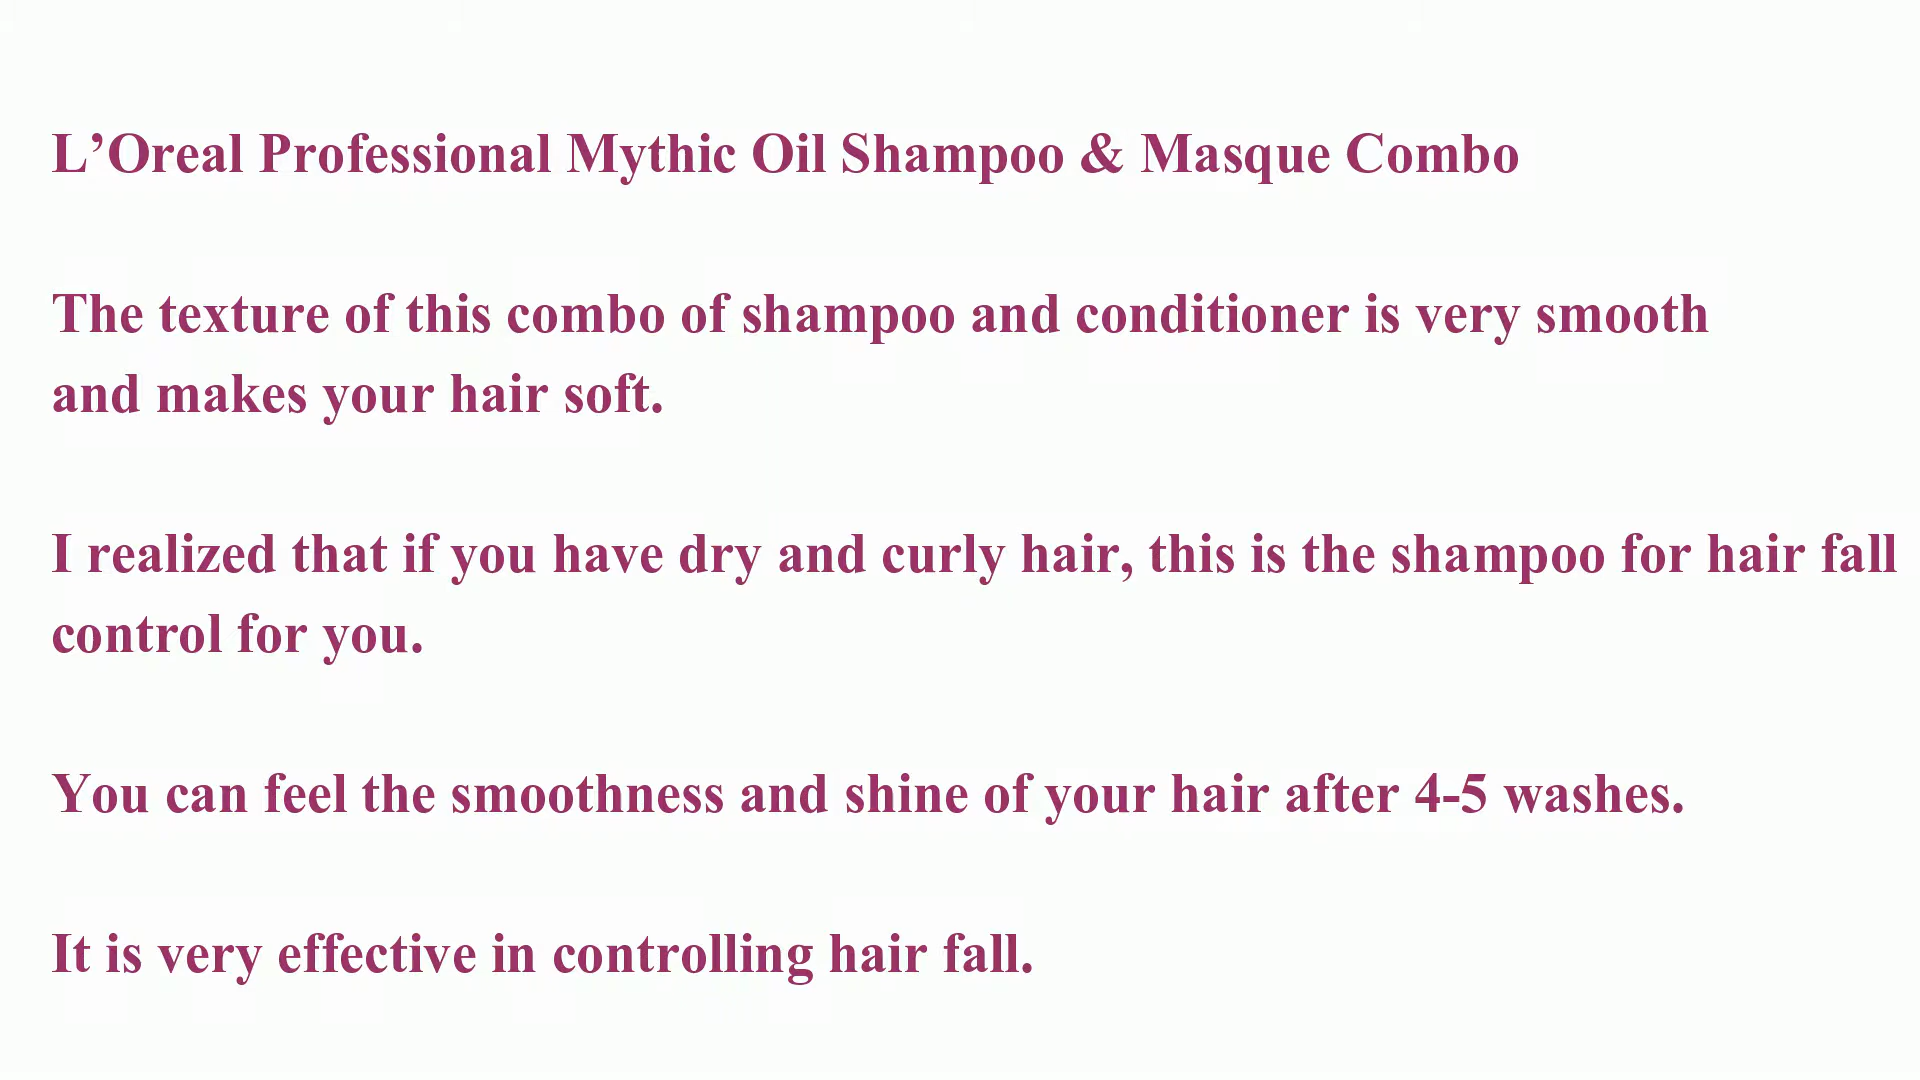 L’Oreal Professional Mythic Oil Shampoo & Masque Combo
The texture of this combo of shampoo and conditioner is very smooth
and makes your hair soft.
I realized that if you have dry and curly hair, this is the shampoo for hair fall
control for you.
You can feel the smoothness and shine of your hair after 4-5 washes.
It is very effective in controlling hair fall.